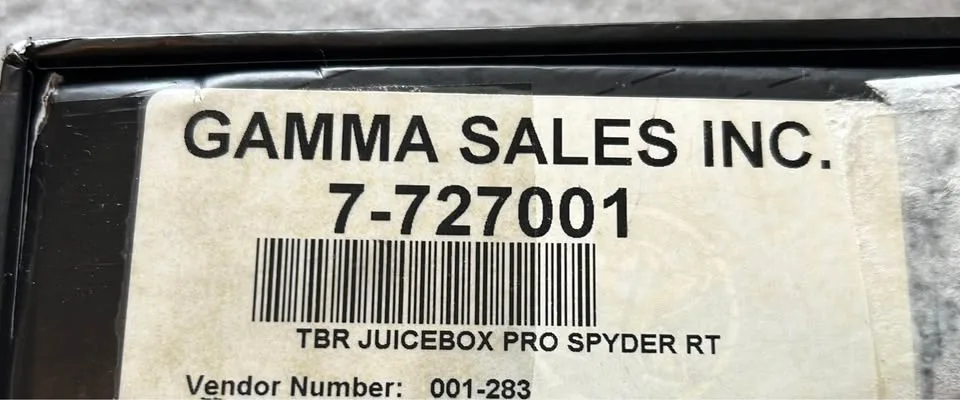 GAMMA SALES INC.
7-727001
TBR JUICEBOX PRO SPYDER RT
Vendor Number: 001-283